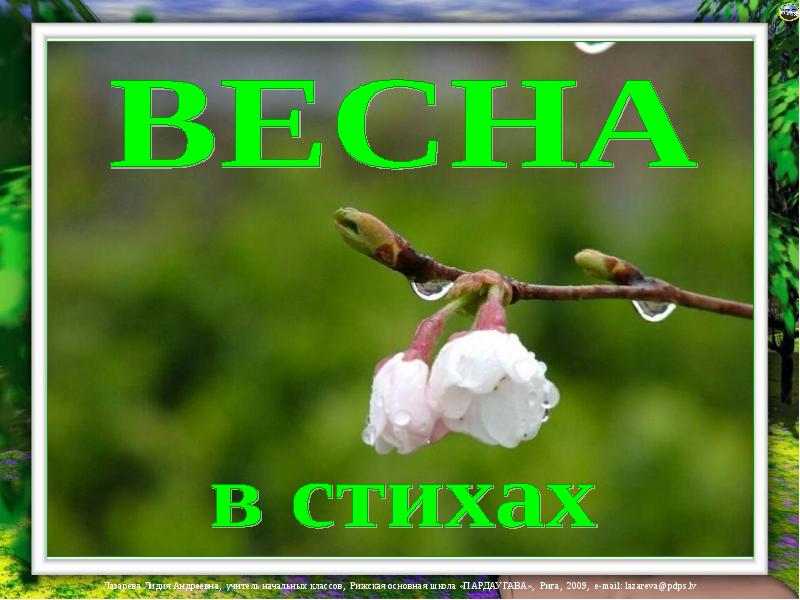 ВЕСНА
в стихах
Лазарева Лидия Андреевна, учитель начальных классов, Рижская основная школа «ПАРДАУГАВА», Рига, 2009, e-mail: lazareva@pdps.lv